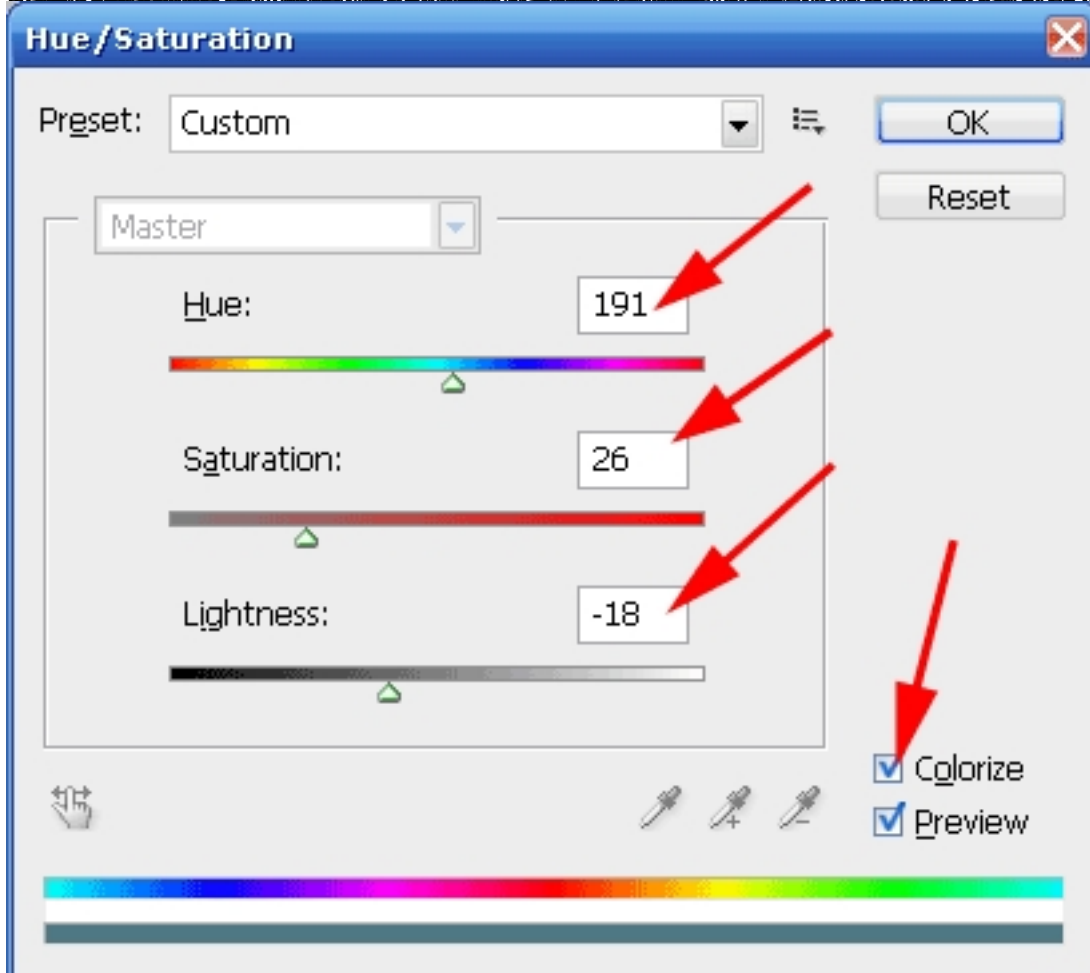 Hue/Saturation
Preset: Custom
OK
Reset
Master
Hue: 191
Saturation: 26
Lightness: -18
Colorize
Preview